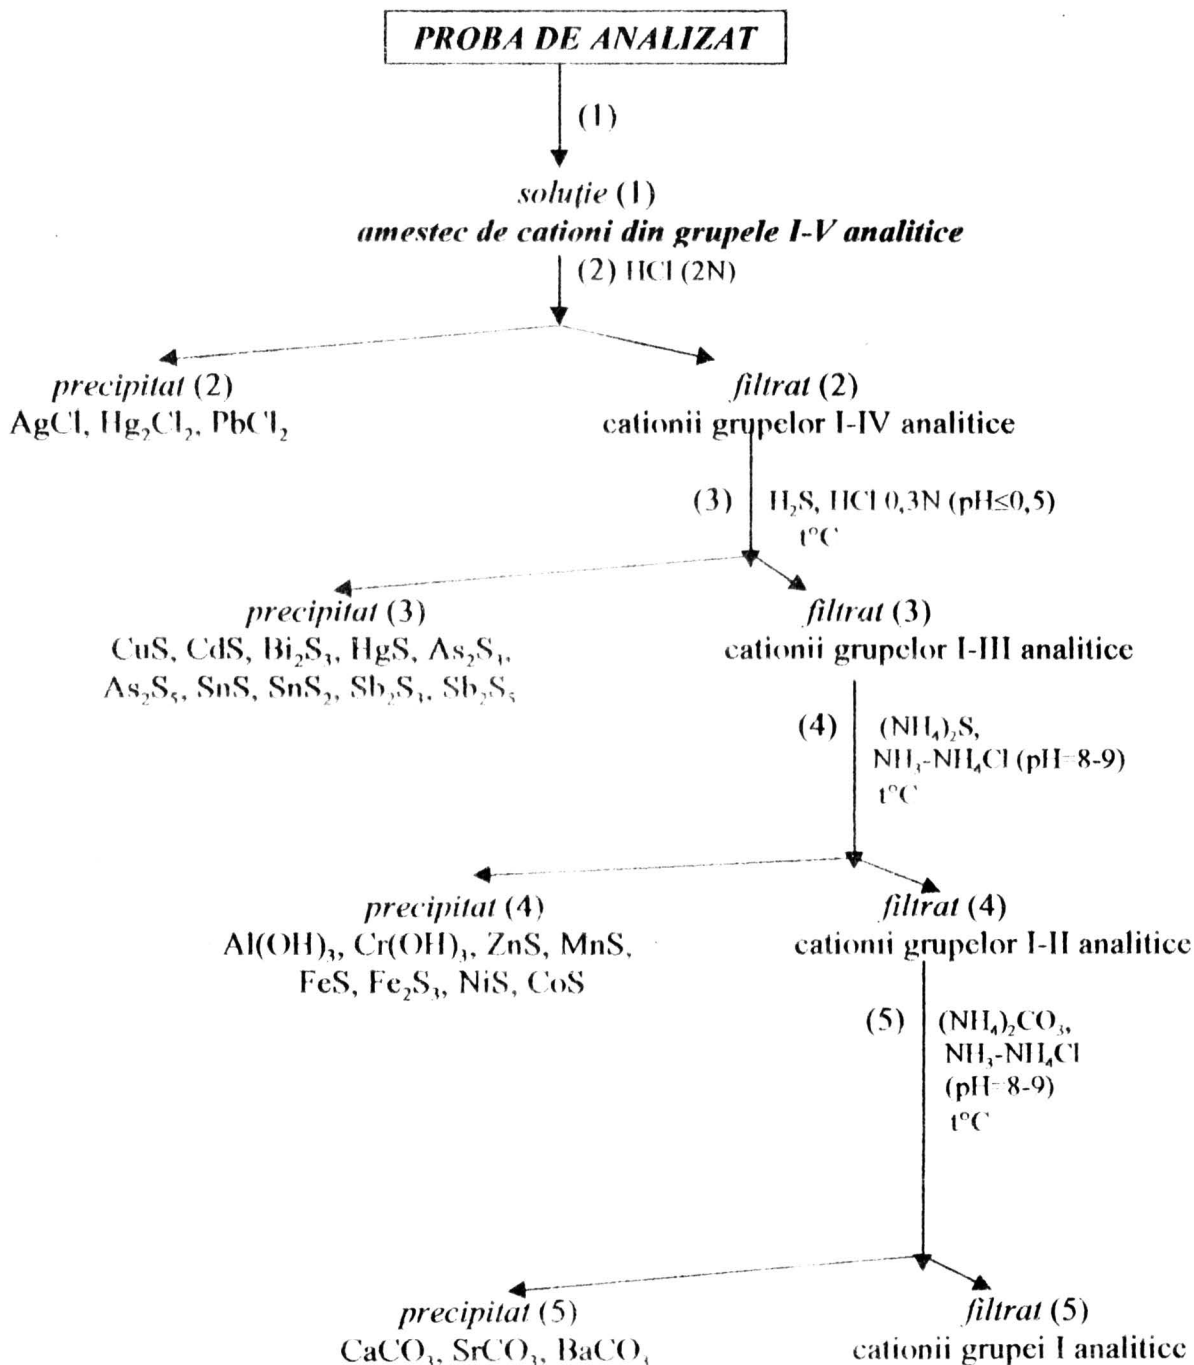 PROBA DE ANALIZAT
(1)
soluție (1)
amestec de cationi din grupele I-V analitice
(2) HCl (2N)
precipitat (2)
AgCl, Hg₂Cl₂, PbCl₂
filtrat (2)
cationii grupelor I-IV analitice
(3) H₂S, HCl 0,3N (pH≤0,5)
t°C
precipitat (3)
CuS, CdS, Bi₂S₃, HgS, As₂S₃,
As₂S₅, SnS, SnS₂, Sb₂S₃, Sb₂S₅
filtrat (3)
cationii grupelor I-III analitice
(4) (NH₄)₂S,
NH₃-NH₄Cl (pH=8-9)
t°C
precipitat (4)
Al(OH)₃, Cr(OH)₃, ZnS, MnS,
FeS, Fe₂S₃, NiS, CoS
filtrat (4)
cationii grupelor I-II analitice
(5) (NH₄)₂CO₃,
NH₃-NH₄Cl
(pH=8-9)
t°C
precipitat (5)
CaCO₃, SrCO₃, BaCO₃
filtrat (5)
cationii grupei I analitice